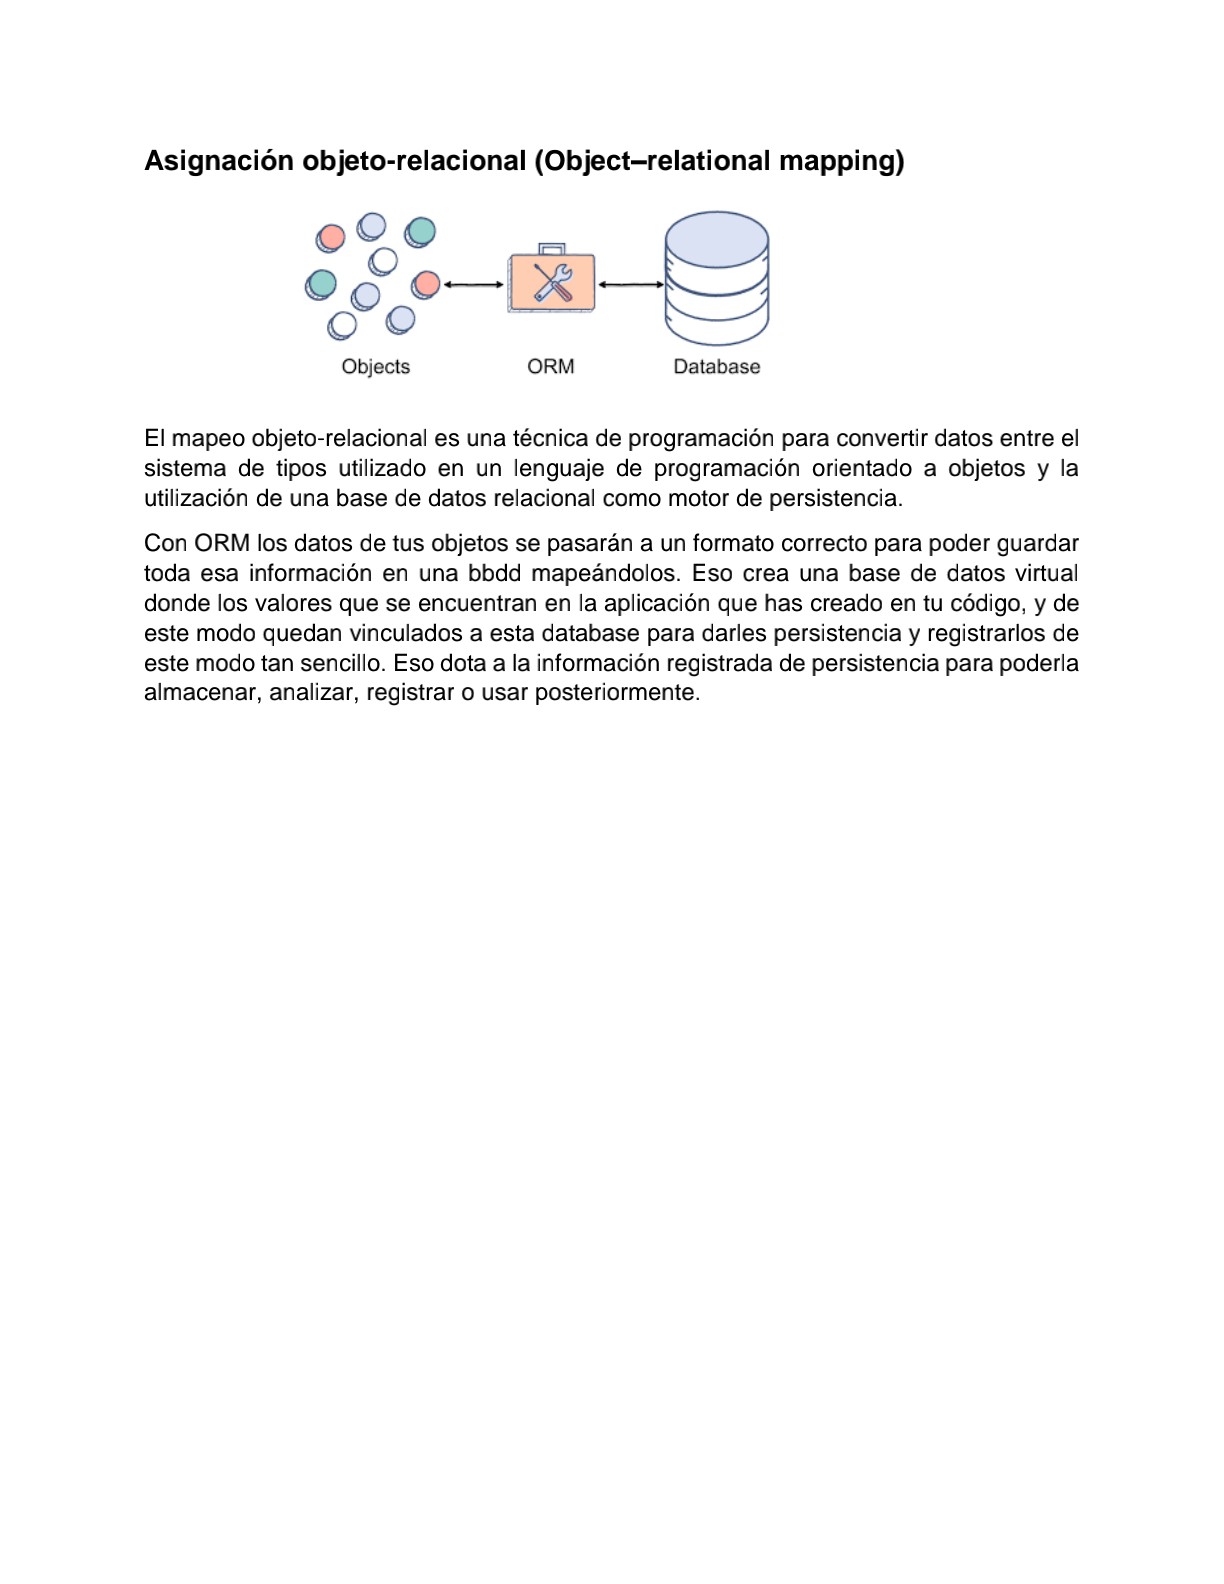 Asignación objeto-relacional (Object–relational mapping)
Objects ORM Database
El mapeo objeto-relacional es una técnica de programación para convertir datos entre el
sistema de tipos utilizado en un lenguaje de programación orientado a objetos y la
utilización de una base de datos relacional como motor de persistencia.
Con ORM los datos de tus objetos se pasarán a un formato correcto para poder guardar
toda esa información en una bbdd mapeándolos. Eso crea una base de datos virtual
donde los valores que se encuentran en la aplicación que has creado en tu código, y de
este modo quedan vinculados a esta database para darles persistencia y registrarlos de
este modo tan sencillo. Eso dota a la información registrada de persistencia para poderla
almacenar, analizar, registrar o usar posteriormente.